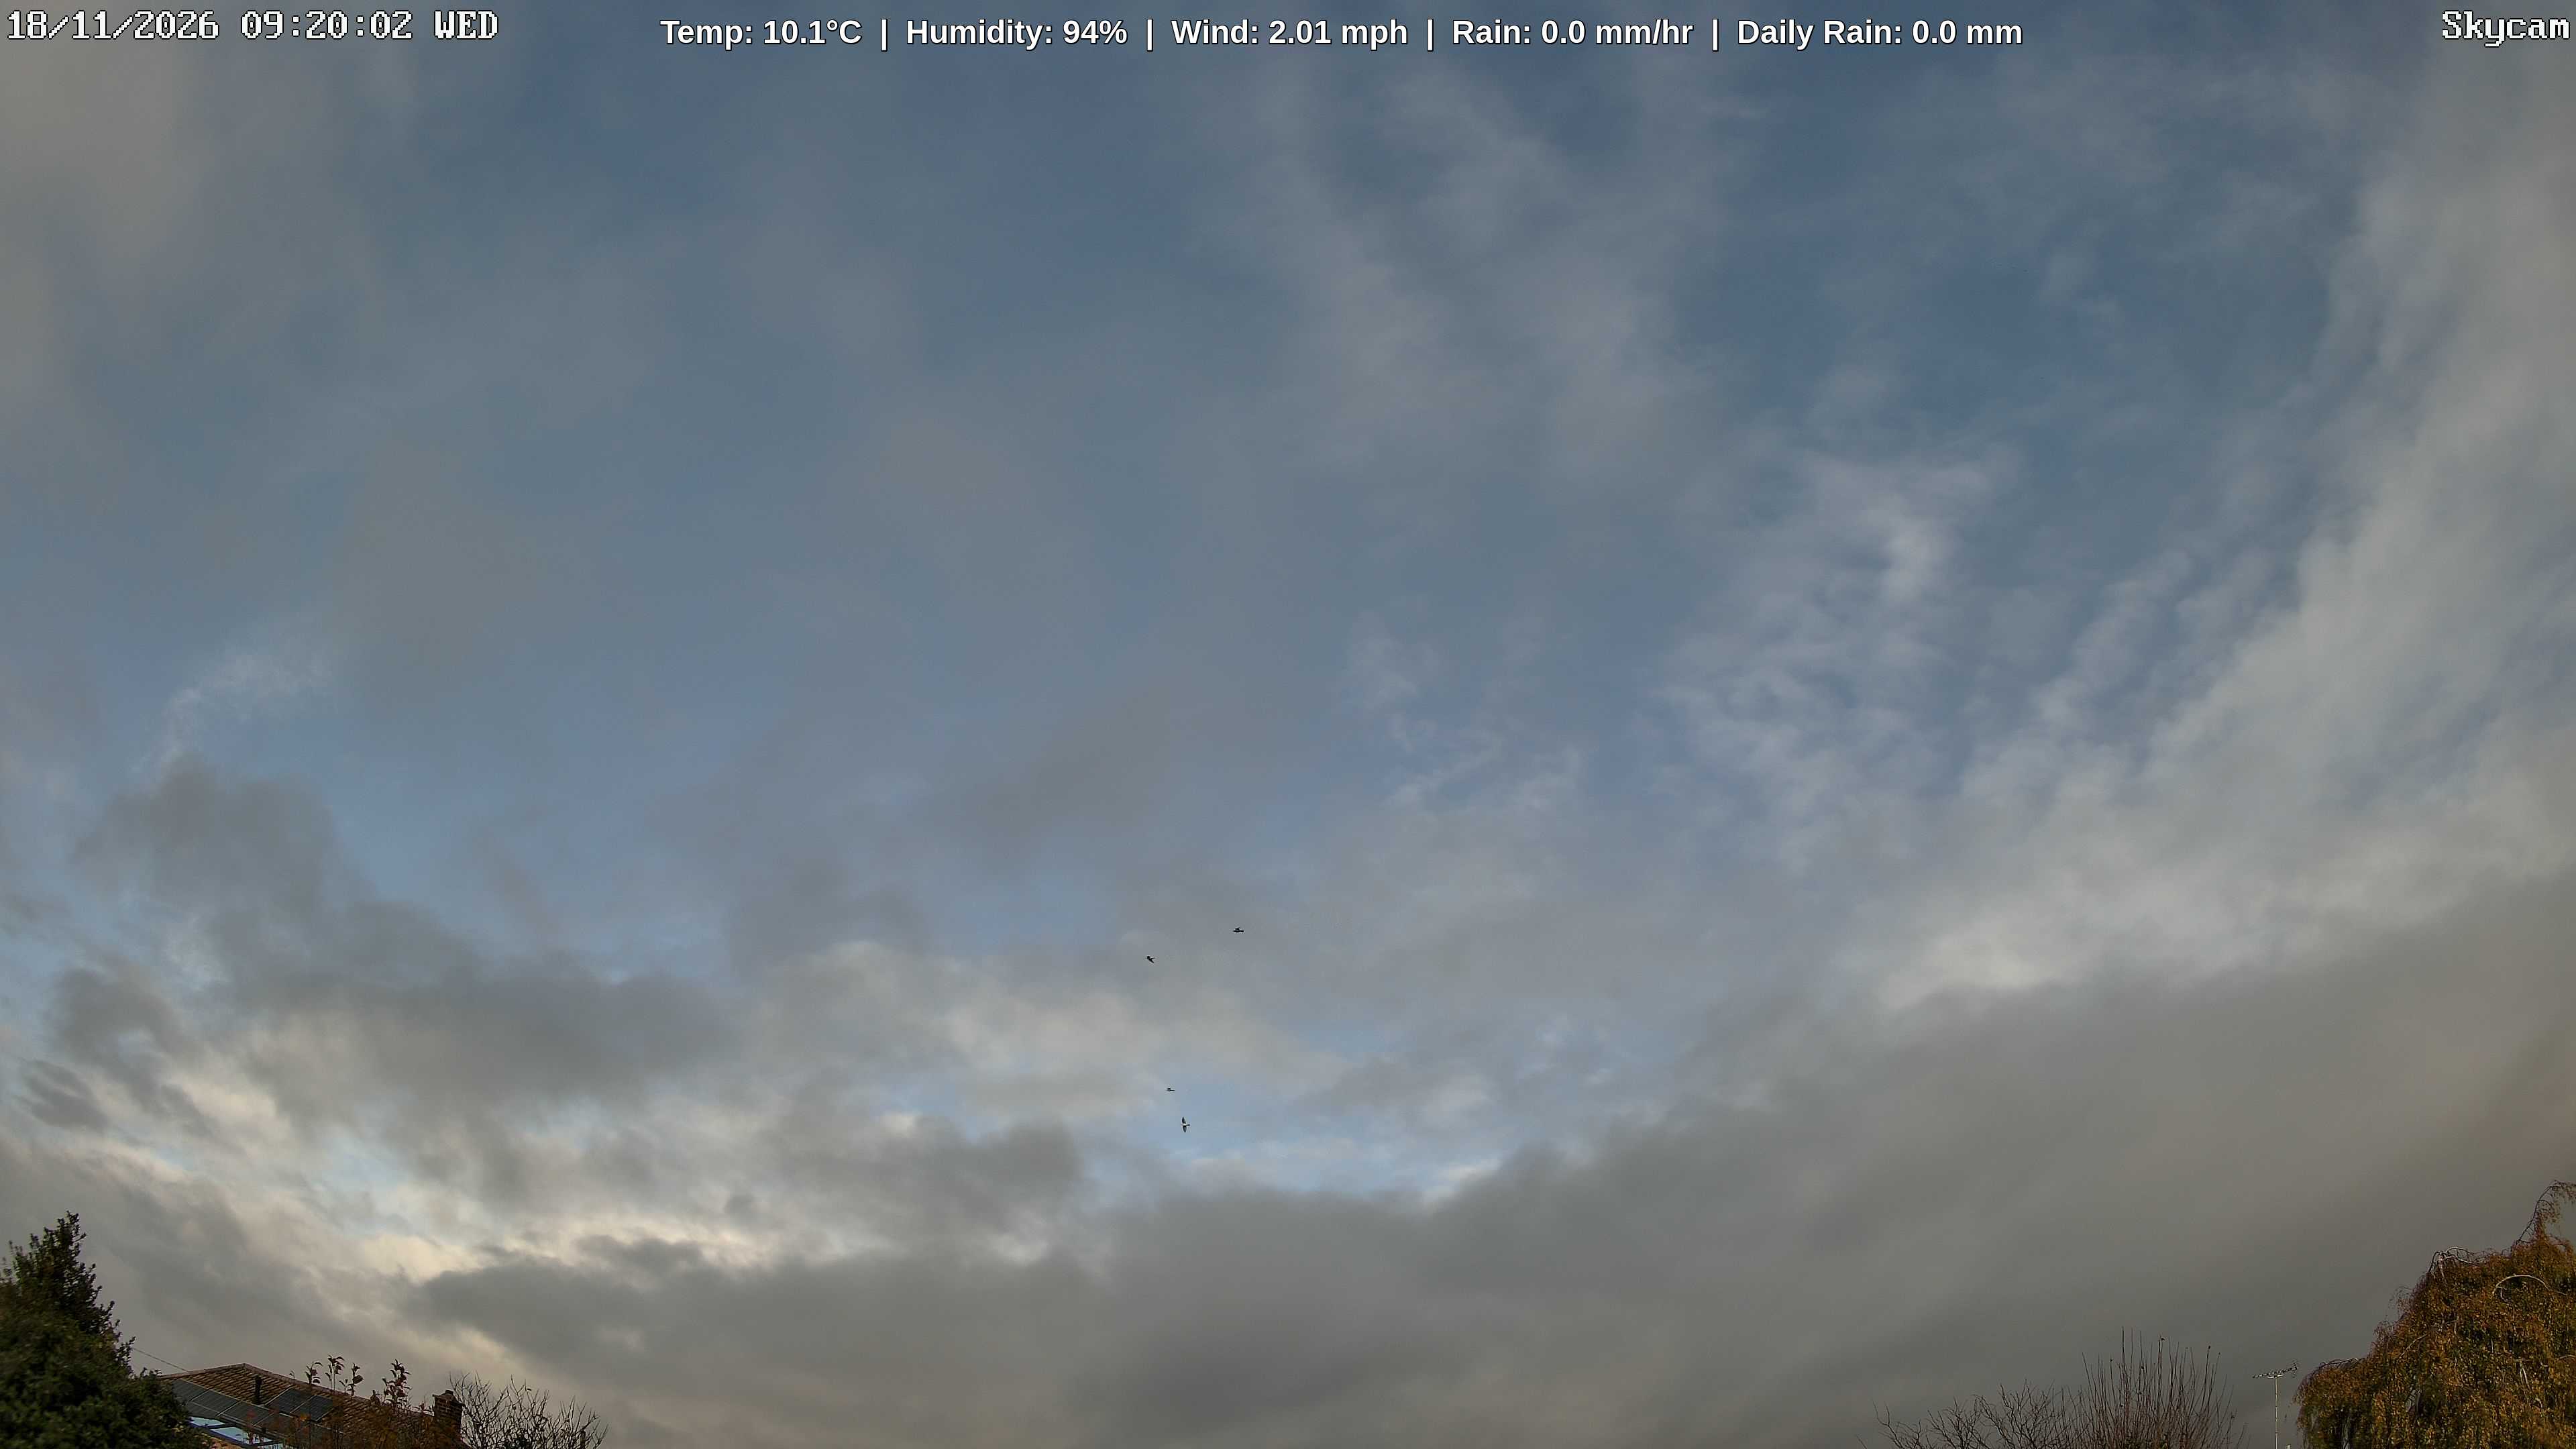 18/11/2026 09:20:02 WED
Temp: 10.1°C | Humidity: 94% | Wind: 2.01 mph | Rain: 0.0 mm/hr | Daily Rain: 0.0 mm
Skycam